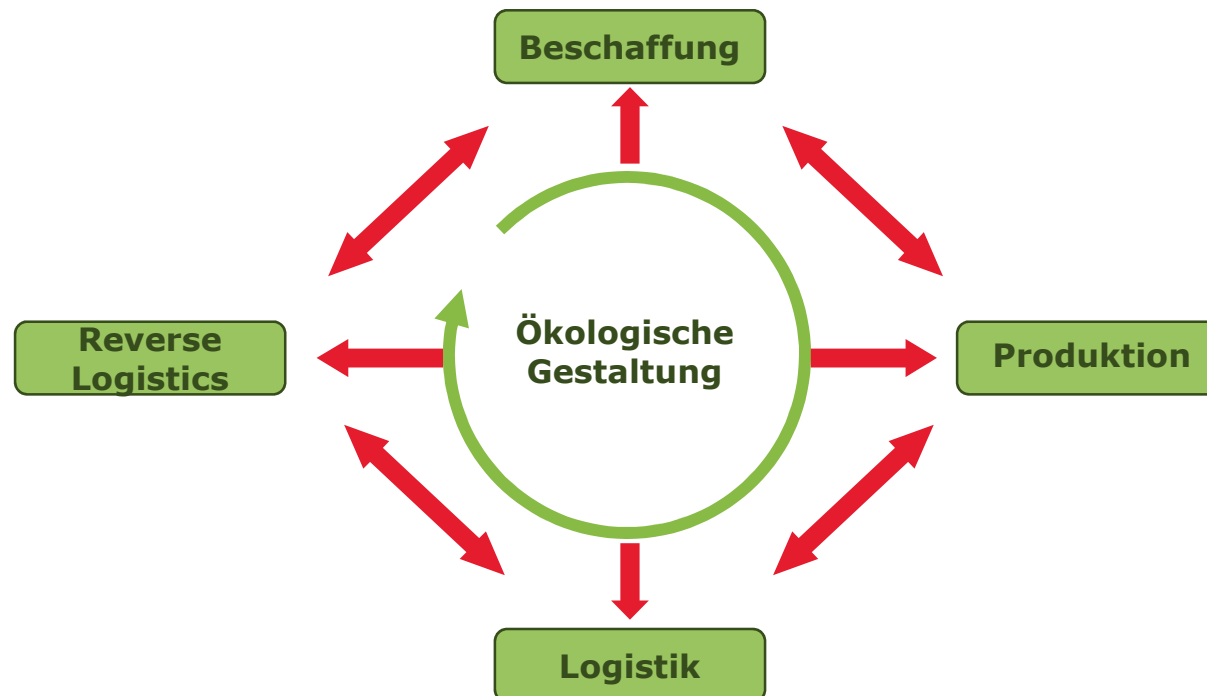 Beschaffung
Reverse
Logistics
Ökologische
Gestaltung
Produktion
Logistik